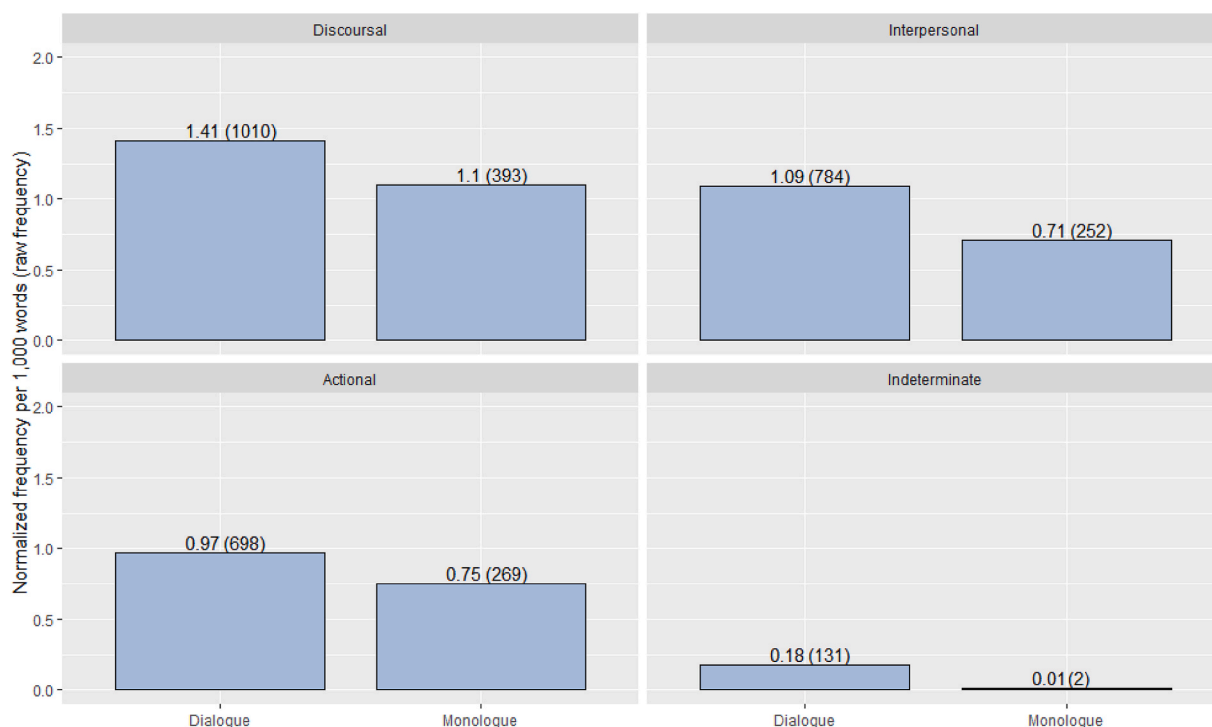 Normalized frequency per 1,000 words (raw frequency)
Discoursal
2.0
1.5
1.0
0.5
0.0
1.41 (1010)
1.1 (393)
Interpersonal
1.09 (784)
0.71 (252)
Actional
2.0
1.5
1.0
0.5
0.0
0.97 (698)
0.75 (269)
Dialogue
Monologue
Indeterminate
0.18 (131)
0.01(2)
Dialogue
Monologue